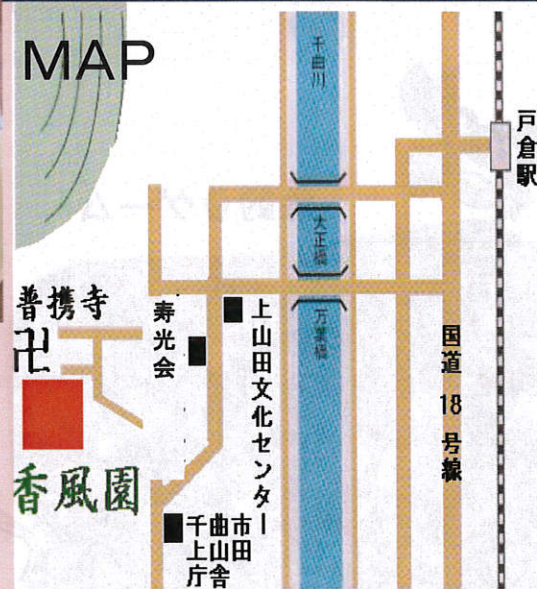 MAP
千曲川
戸倉駅
大正橋
万葉橋
国道18号線
上山田文化センター
寿光会
普携寺
卍
香風園
千曲市
上山田
庁舎